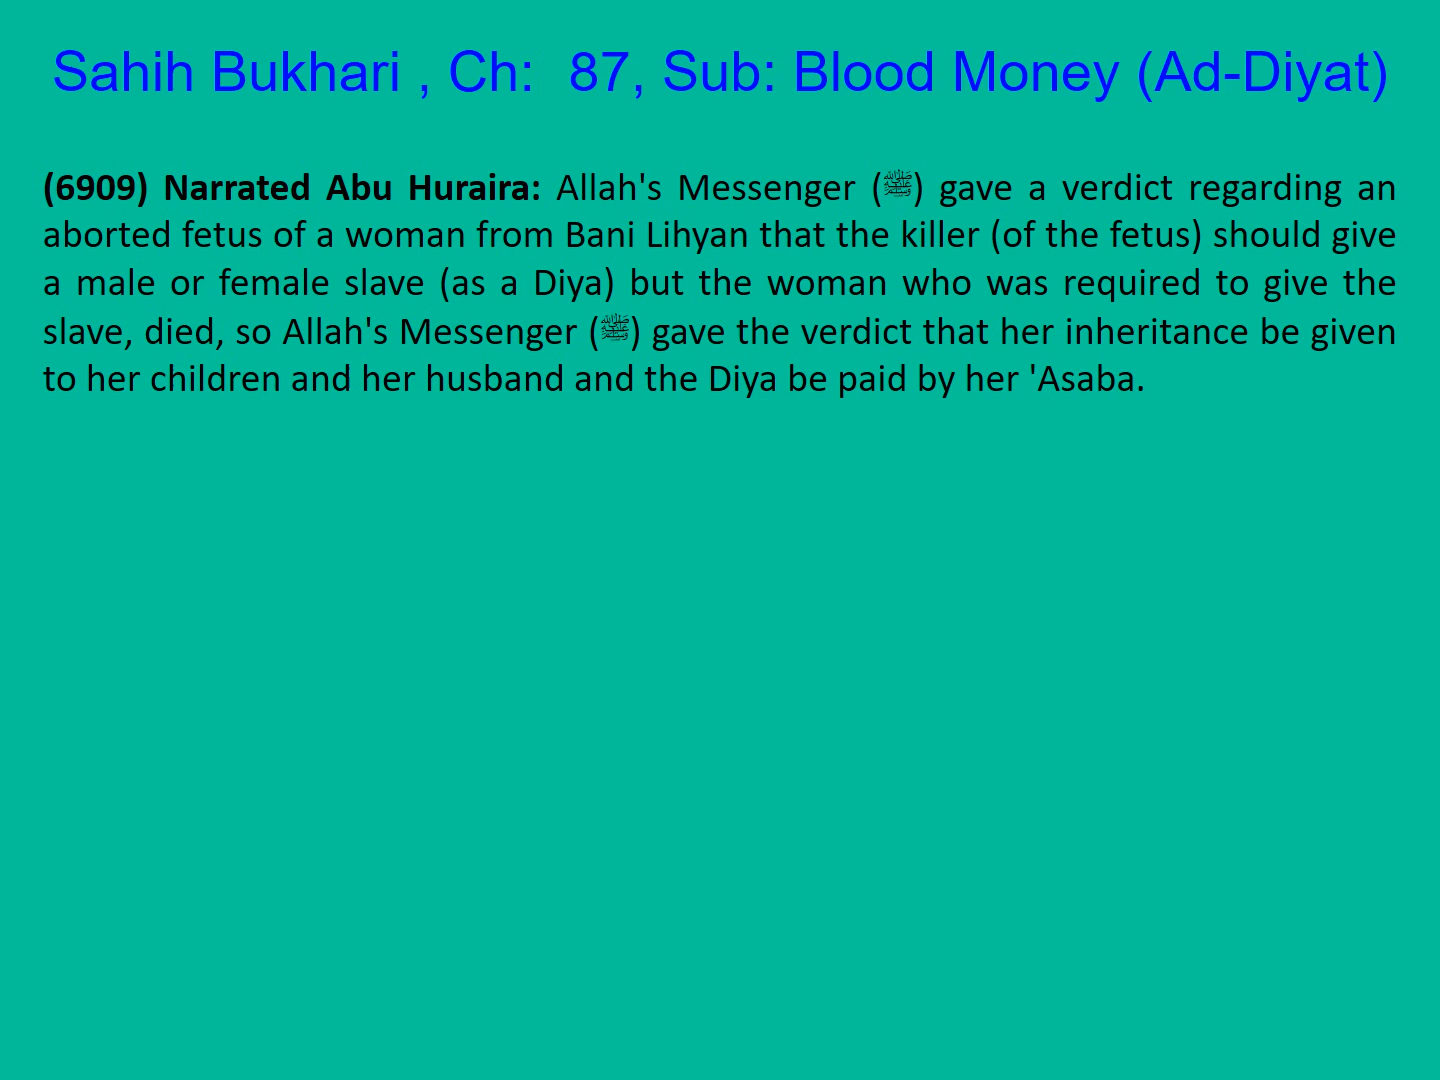 Sahih Bukhari , Ch:  87, Sub: Blood Money (Ad-Diyat)
(6909) Narrated Abu Huraira: Allah's Messenger (ﷺ) gave a verdict regarding an
aborted fetus of a woman from Bani Lihyan that the killer (of the fetus) should give
a male or female slave (as a Diya) but the woman who was required to give the
slave, died, so Allah's Messenger (ﷺ) gave the verdict that her inheritance be given
to her children and her husband and the Diya be paid by her 'Asaba.